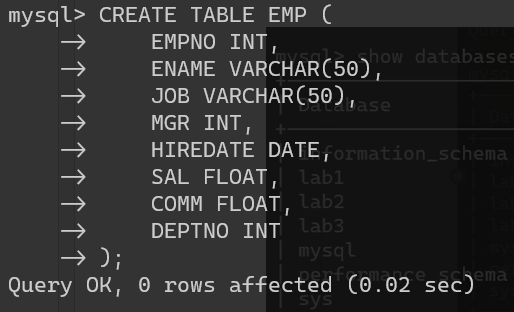 mysql> CREATE TABLE EMP (
    -> EMPNO INT,
    -> ENAME VARCHAR(50),
    -> JOB VARCHAR(50),
    -> MGR INT,
    -> HIREDATE DATE,
    -> SAL FLOAT,
    -> COMM FLOAT,
    -> DEPTNO INT
    -> );
Query OK, 0 rows affected (0.02 sec)
mysql> show databases
Database
information_schema
lab1
lab2
lab3
mysql
performance_schema
sys